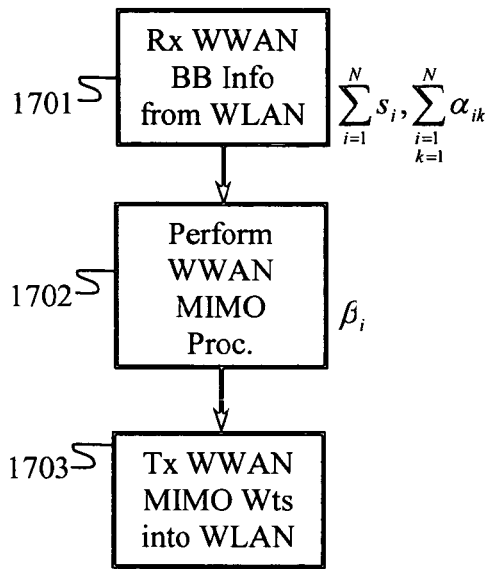 Rx WWAN
BB Info
from WLAN
1701
N N
∑ s_i, ∑ α_ik
i=1 i=1
k=1
Perform
WWAN
MIMO
Proc.
1702
β_i
Tx WWAN
MIMO Wts
into WLAN
1703